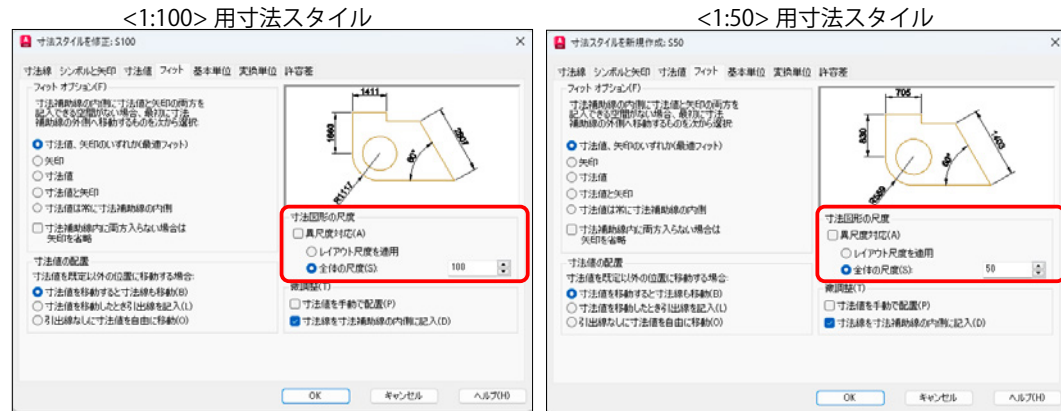 <1:100> 用寸法スタイル
寸法スタイルを修正: S100
寸法線 シンボルと矢印 寸法値 フィット 基本単位 変換単位 許容差
フィット オプション(F)
寸法補助線の内側に寸法値と矢印の両方を
記入できる空間がない場合、最初に寸法
補助線の外側へ移動するものを次から選択:
寸法値、矢印のいずれか(最適フィット)
矢印
寸法値
寸法値と矢印
寸法値は常に寸法補助線の内側
寸法補助線内に両方入らない場合は
矢印を省略
寸法値の配置
寸法値を既定以外の位置に移動する場合:
寸法値を移動すると寸法線も移動(B)
寸法値を移動したとき引出線を記入(L)
引出線なしに寸法値を自由に移動(O)
1411
1660
2807
60°
R1117
寸法図形の尺度
異尺度対応(A)
レイアウト尺度を適用
全体の尺度(S): 100
微調整(T)
寸法値を手動で配置(P)
寸法線を寸法補助線の内側に記入(D)
OK キャンセル ヘルプ(H)
<1:50> 用寸法スタイル
寸法スタイルを新規作成: S50
寸法線 シンボルと矢印 寸法値 フィット 基本単位 変換単位 許容差
フィット オプション(F)
寸法補助線の内側に寸法値と矢印の両方を
記入できる空間がない場合、最初に寸法
補助線の外側へ移動するものを次から選択:
寸法値、矢印のいずれか(最適フィット)
矢印
寸法値
寸法値と矢印
寸法値は常に寸法補助線の内側
寸法補助線内に両方入らない場合は
矢印を省略
寸法値の配置
寸法値を既定以外の位置に移動する場合:
寸法値を移動すると寸法線も移動(B)
寸法値を移動したとき引出線を記入(L)
引出線なしに寸法値を自由に移動(O)
705
830
1403
60°
R559
寸法図形の尺度
異尺度対応(A)
レイアウト尺度を適用
全体の尺度(S): 50
微調整(T)
寸法値を手動で配置(P)
寸法線を寸法補助線の内側に記入(D)
OK キャンセル ヘルプ(H)